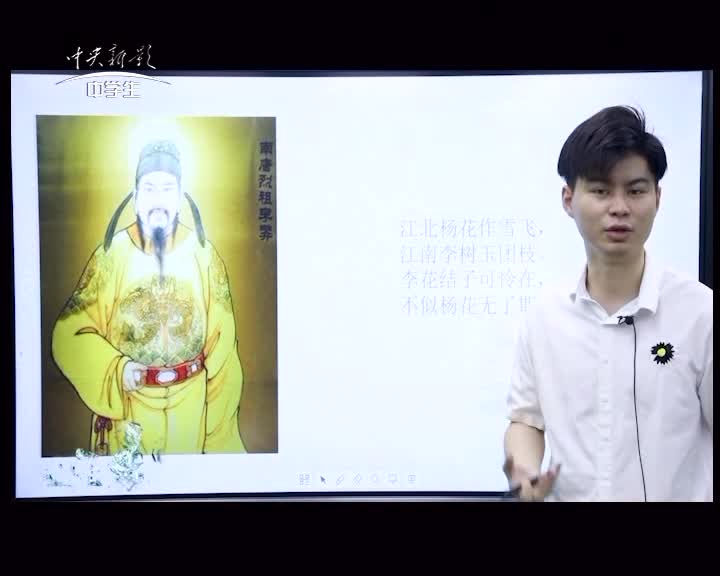 中央新影
中学生
南唐烈祖李昪
江北杨花作雪飞，
江南李树玉团枝。
李花结子可怜在，
不似杨花无了期